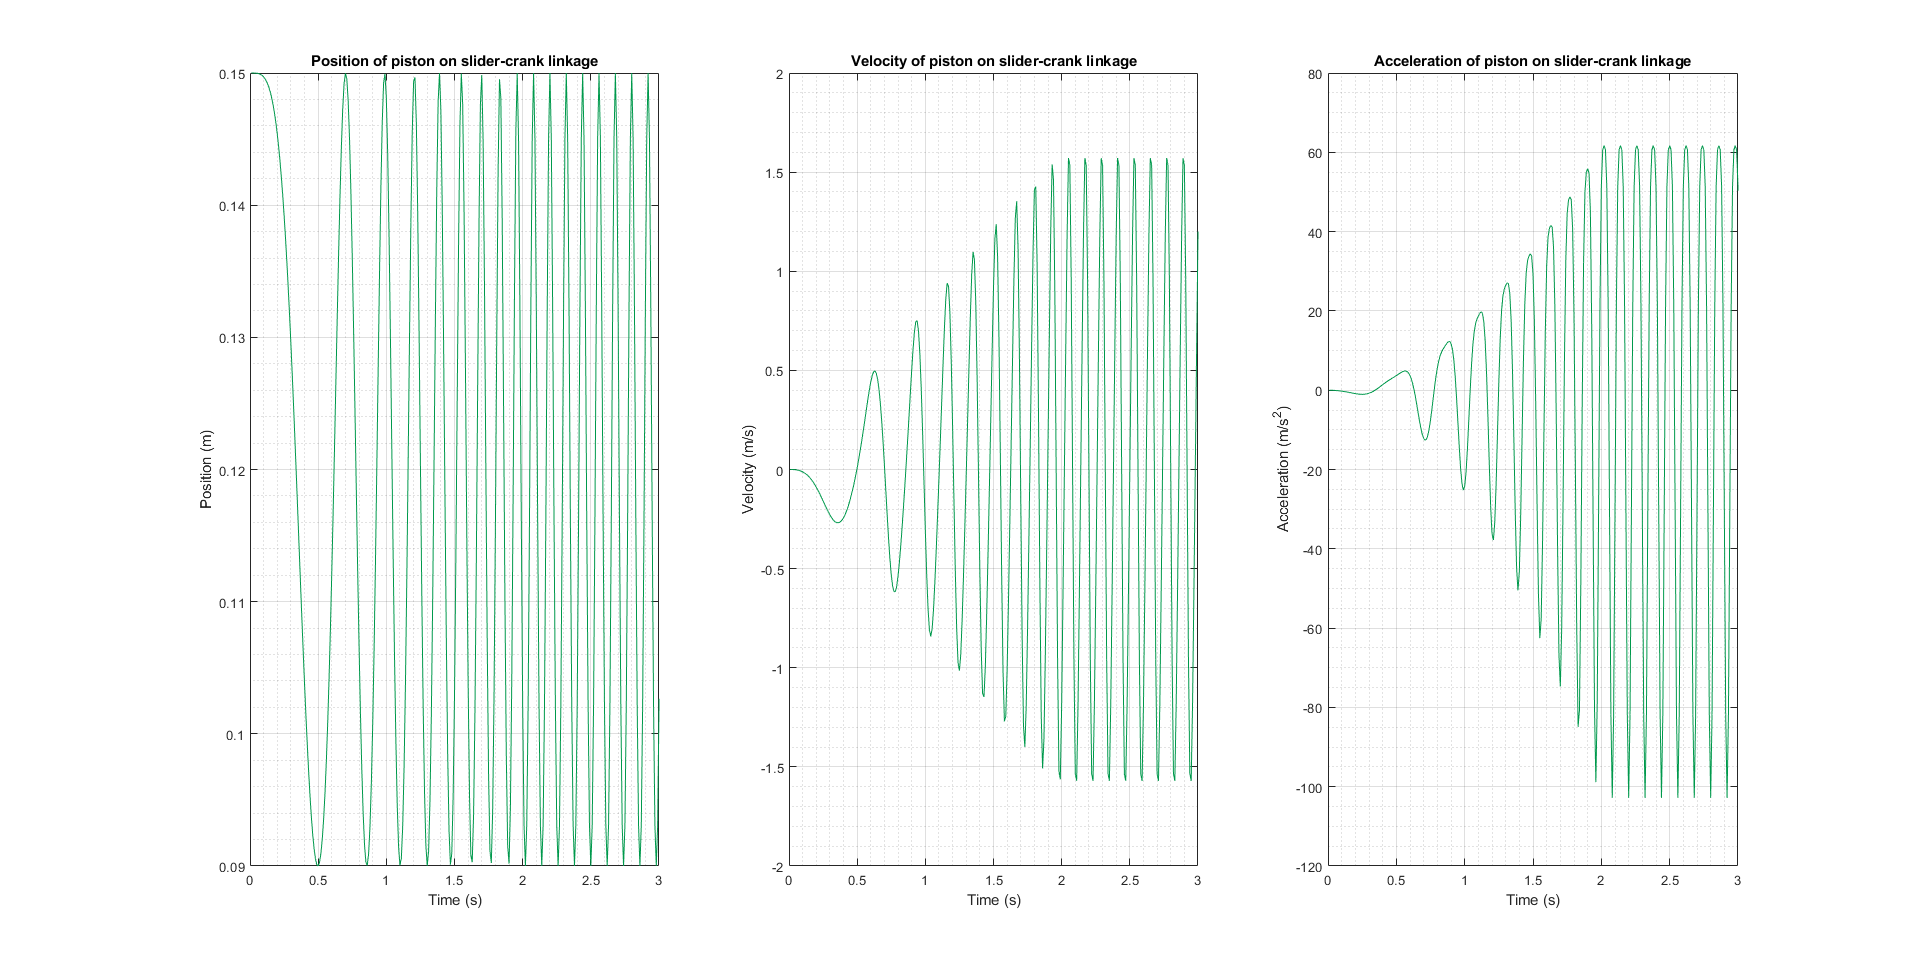 Position of piston on slider-crank linkage
0.15
0.14
0.13
0.12
0.11
0.1
0.09
Position (m)
0 0.5 1 1.5 2 2.5 3
Time (s)
Velocity of piston on slider-crank linkage
2
1.5
1
0.5
0
-0.5
-1
-1.5
-2
Velocity (m/s)
0 0.5 1 1.5 2 2.5 3
Time (s)
Acceleration of piston on slider-crank linkage
80
60
40
20
0
-20
-40
-60
-80
-100
-120
Acceleration (m/s²)
0 0.5 1 1.5 2 2.5 3
Time (s)